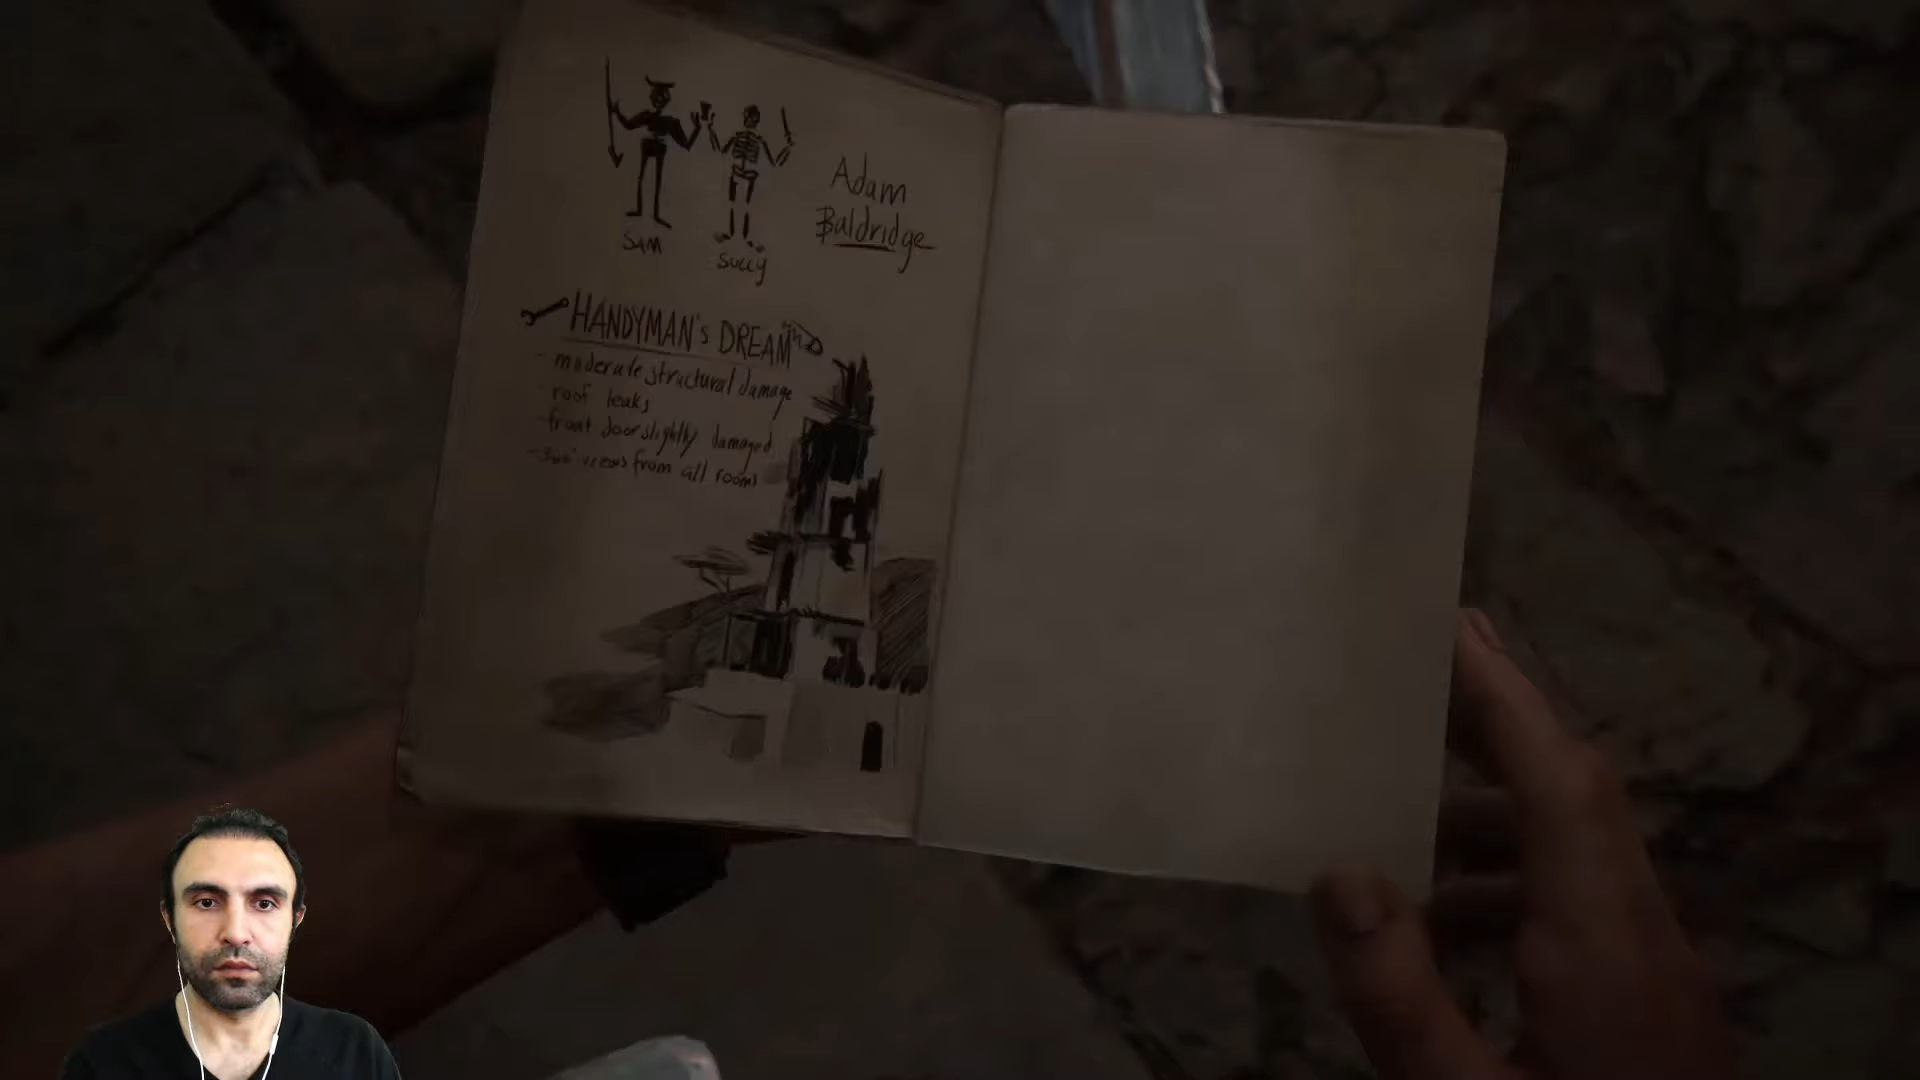 SAM
SULLY
Adam
Baldridge
HANDYMAN's DREAM
- moderate structural damage
- roof leaks
- front door slightly damaged
- 360° views from all rooms